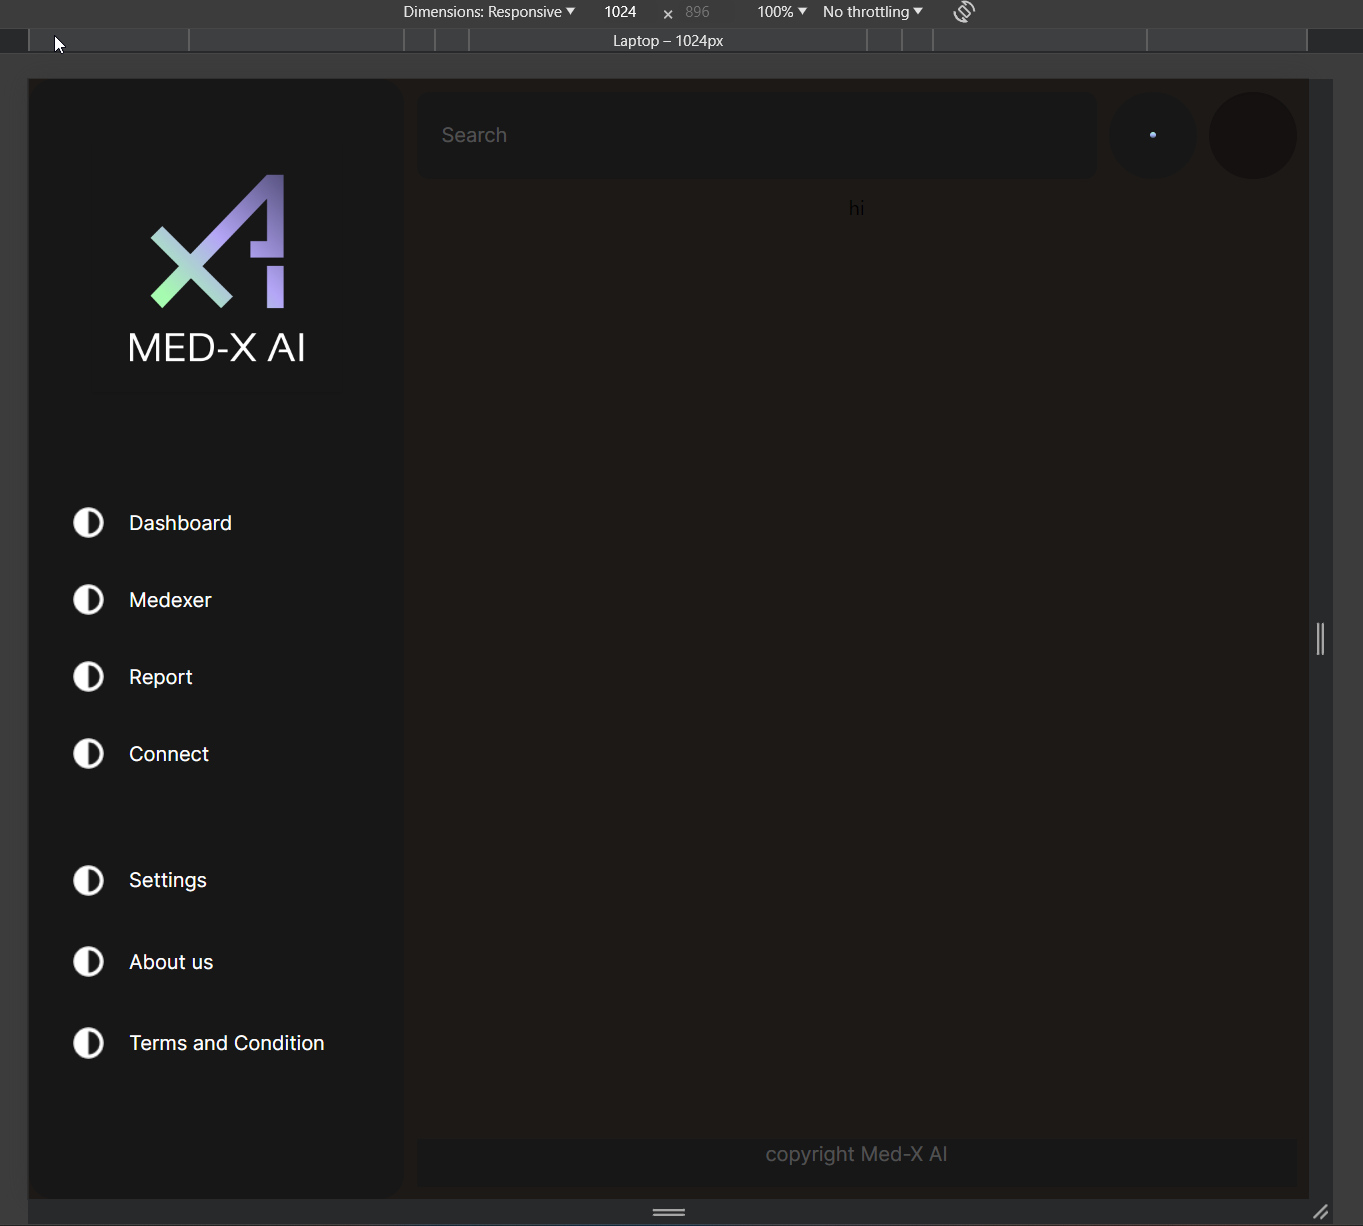 Dimensions: Responsive 1024 × 896 100% No throttling
Laptop – 1024px
Search
hi
MED-X AI
Dashboard
Medexer
Report
Connect
Settings
About us
Terms and Condition
copyright Med-X AI